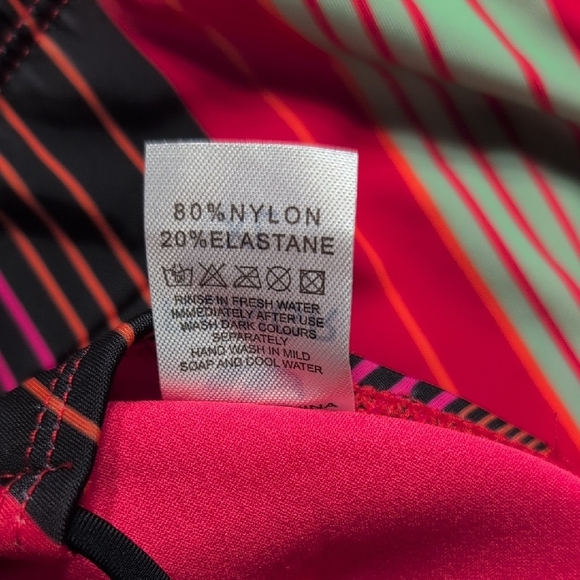 80%NYLON
20%ELASTANE
RINSE IN FRESH WATER
IMMEDIATELY AFTER USE
WASH DARK COLOURS
SEPARATELY
HAND WASH IN MILD
SOAP AND COOL WATER